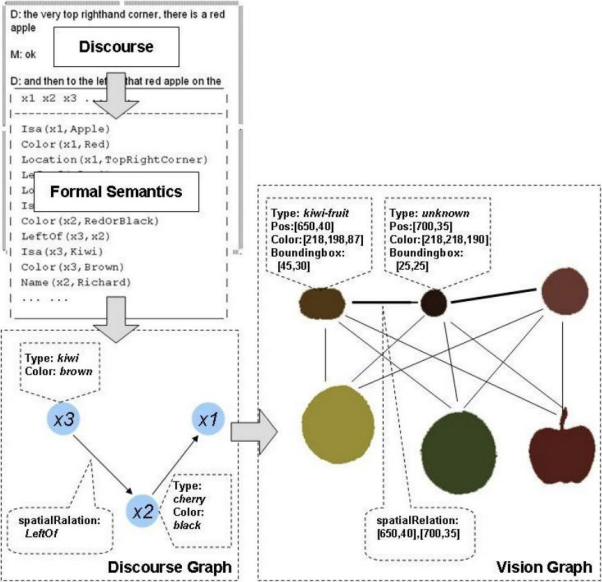 D: the very top righthand corner, there is a red
apple
M: ok
Discourse
D: and then to the left that red apple on the
x1 x2 x3 ...
Isa(x1,Apple)
Color(x1,Red)
Location(x1,TopRightCorner)
Formal Semantics
Color(x2,RedOrBlack)
LeftOf(x3,x2)
Isa(x3,Kiwi)
Color(x3,Brown)
Name(x2,Richard)
... ...
Type: kiwi
Color: brown
x3
x1
x2
Type:
cherry
Color:
black
spatialRalation:
LeftOf
Discourse Graph
Type: kiwi-fruit
Pos:[650,40]
Color:[218,198,87]
Boundingbox:
[45,30]
Type: unknown
Pos:[700,35]
Color:[218,218,190]
Boundingbox:
[25,25]
spatialRelation:
[650,40],[700,35]
Vision Graph